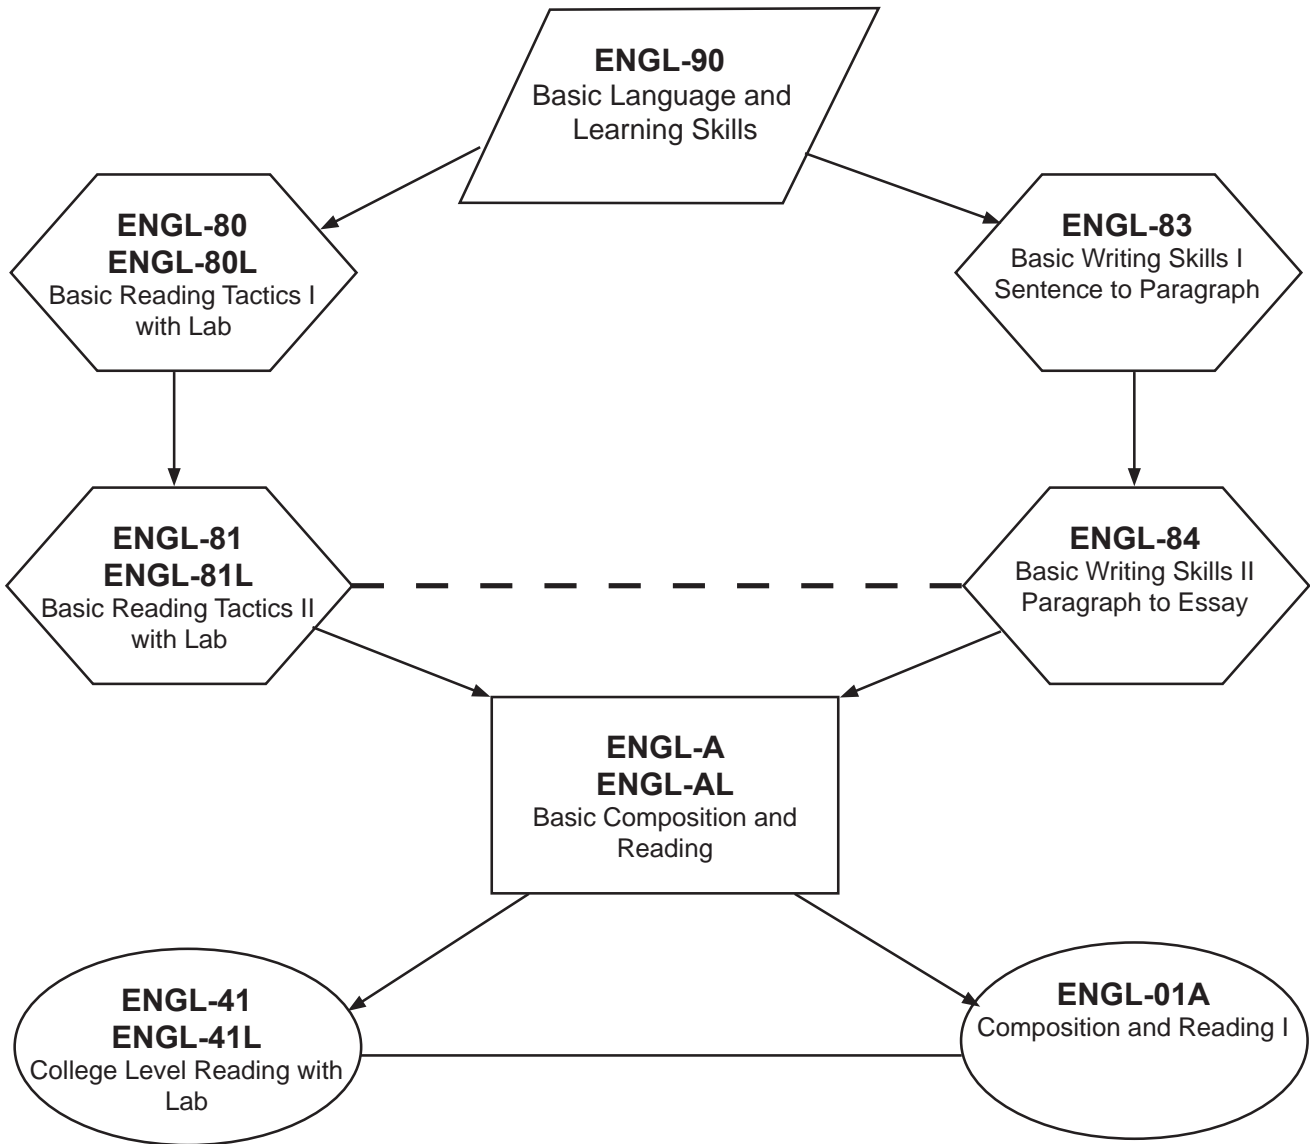 ENGL-90
Basic Language and
Learning Skills
ENGL-80
ENGL-80L
Basic Reading Tactics I
with Lab
ENGL-83
Basic Writing Skills I
Sentence to Paragraph
ENGL-81
ENGL-81L
Basic Reading Tactics II
with Lab
ENGL-84
Basic Writing Skills II
Paragraph to Essay
ENGL-A
ENGL-AL
Basic Composition and
Reading
ENGL-41
ENGL-41L
College Level Reading with
Lab
ENGL-01A
Composition and Reading I